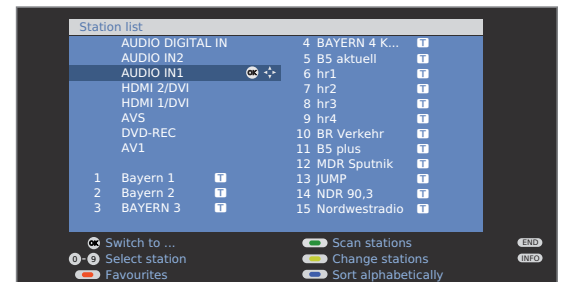 Station list
AUDIO DIGITAL IN
AUDIO IN2
AUDIO IN1 OK
HDMI 2/DVI
HDMI 1/DVI
AVS
DVD-REC
AV1
1 Bayern 1 T
2 Bayern 2 T
3 BAYERN 3 T
4 BAYERN 4 K... T
5 B5 aktuell T
6 hr1 T
7 hr2 T
8 hr3 T
9 hr4 T
10 BR Verkehr T
11 B5 plus T
12 MDR Sputnik T
13 JUMP T
14 NDR 90,3 T
15 Nordwestradio T
OK Switch to ...
0-9 Select station
Favourites
Scan stations
Change stations
Sort alphabetically
END
INFO